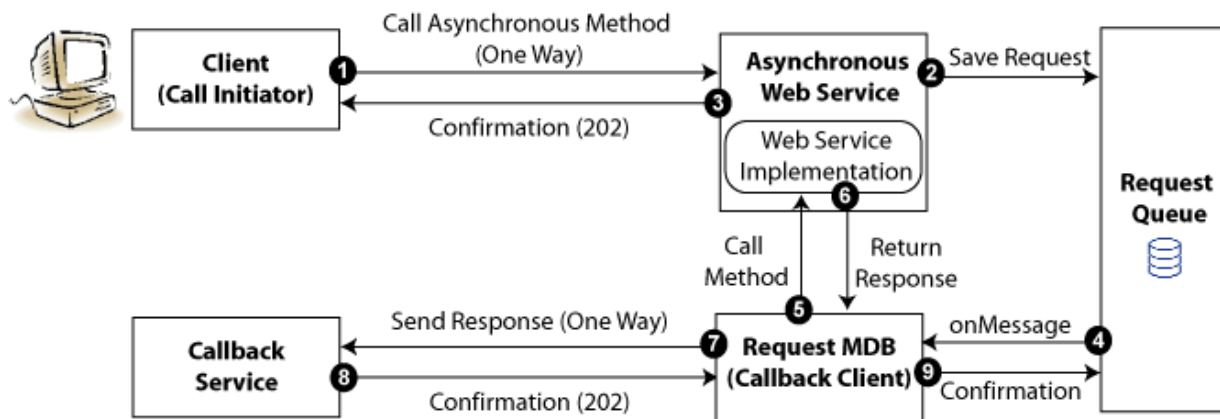 Call Asynchronous Method
(One Way)
Client
(Call Initiator)
1
3
Confirmation (202)
Asynchronous
Web Service
Web Service
Implementation
6
2
Save Request
Request
Queue
Call
Method
Return
Response
5
Callback
Service
Send Response (One Way)
7
8
Confirmation (202)
Request MDB
(Callback Client)
onMessage
4
9
Confirmation